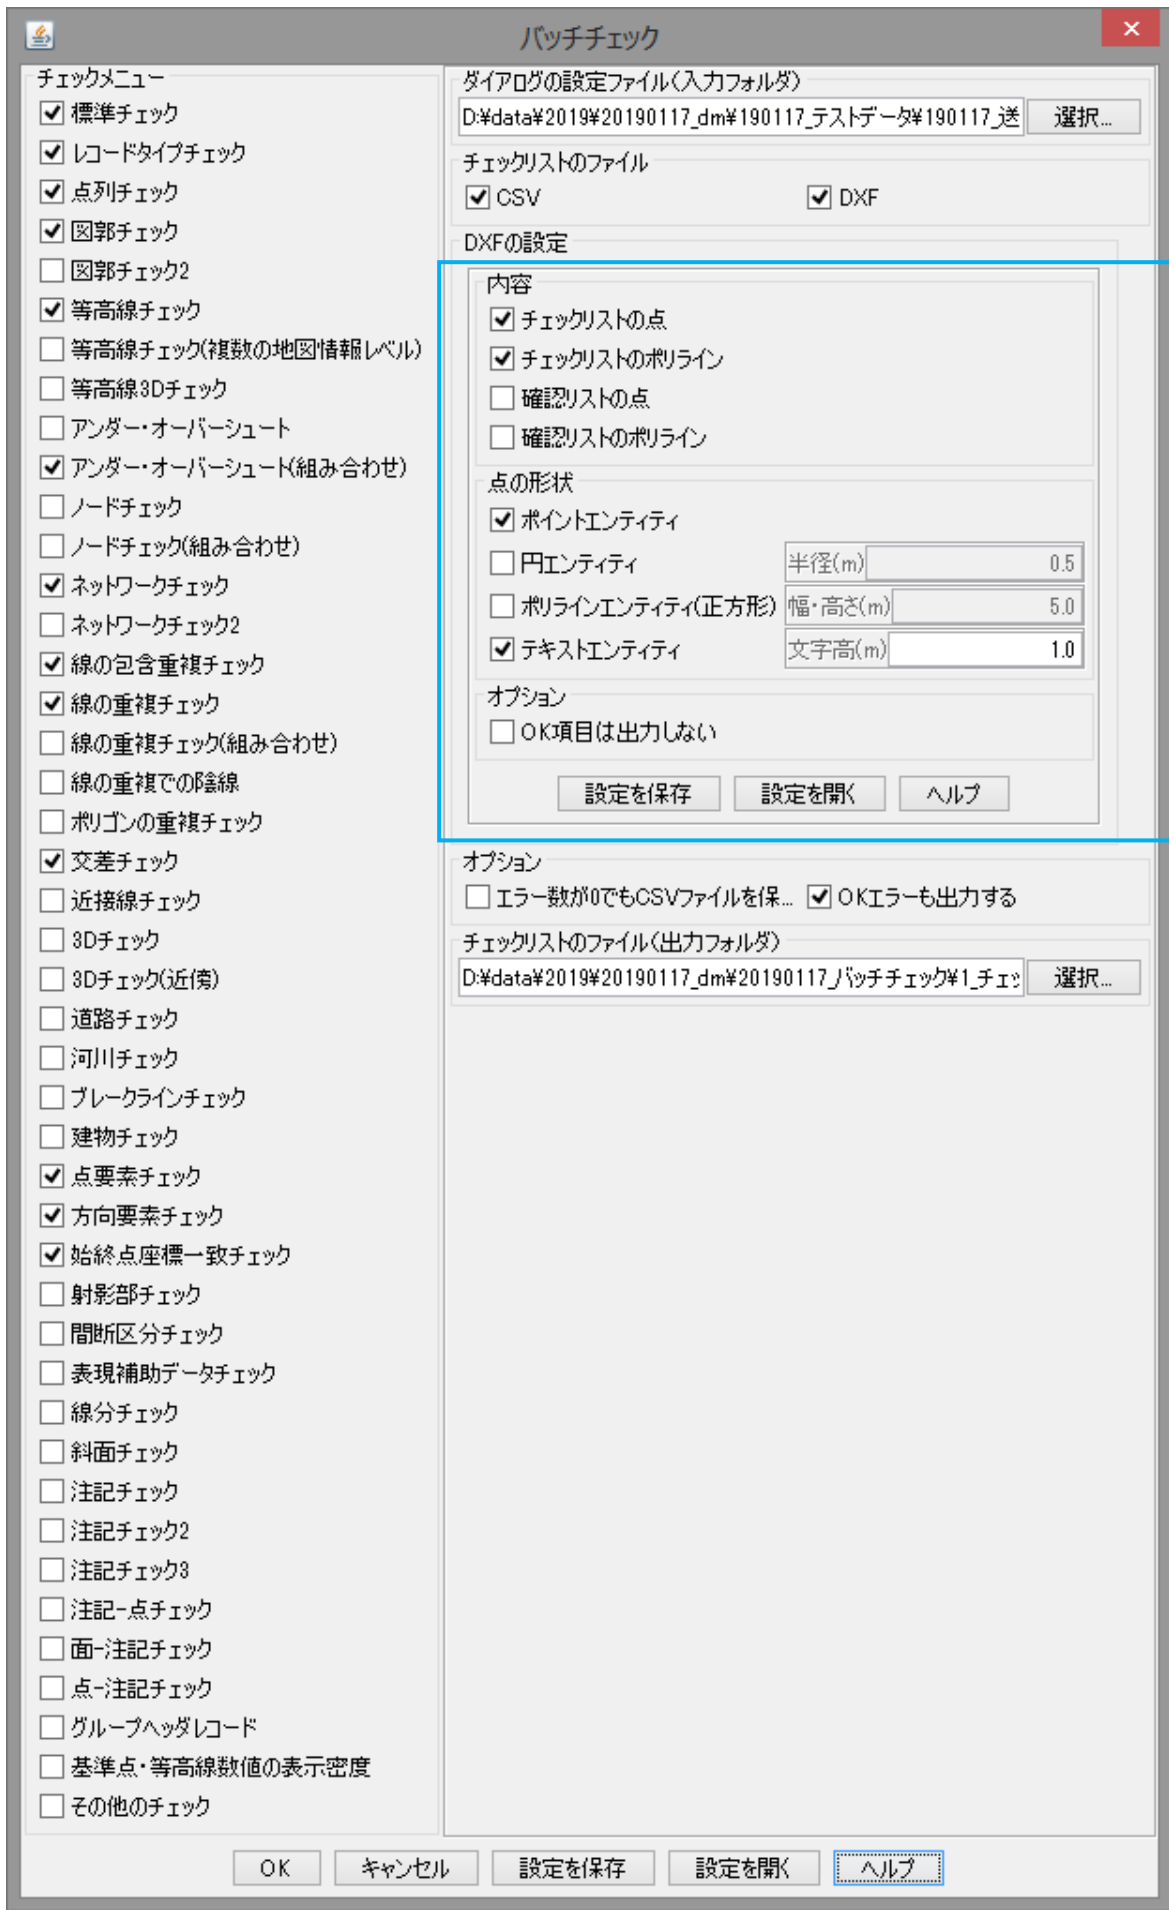 バッチチェック
チェックメニュー
標準チェック
レコードタイプチェック
点列チェック
図郭チェック
図郭チェック2
等高線チェック
等高線チェック(複数の地図情報レベル)
等高線3Dチェック
アンダー・オーバーシュート
アンダー・オーバーシュート(組み合わせ)
ノードチェック
ノードチェック(組み合わせ)
ネットワークチェック
ネットワークチェック2
線の包含重複チェック
線の重複チェック
線の重複チェック(組み合わせ)
線の重複での陰線
ポリゴンの重複チェック
交差チェック
近接線チェック
3Dチェック
3Dチェック(近傍)
道路チェック
河川チェック
ブレークラインチェック
建物チェック
点要素チェック
方向要素チェック
始終点座標一致チェック
射影部チェック
間断区分チェック
表現補助データチェック
線分チェック
斜面チェック
注記チェック
注記チェック2
注記チェック3
注記-点チェック
面-注記チェック
点-注記チェック
グループヘッダレコード
基準点・等高線数値の表示密度
その他のチェック
ダイアログの設定ファイル(入力フォルダ)
D:¥data¥2019¥20190117_dm¥190117_テストデータ¥190117_送 選択...
チェックリストのファイル
CSV DXF
DXFの設定
内容
チェックリストの点
チェックリストのポリライン
確認リストの点
確認リストのポリライン
点の形状
ポイントエンティティ
円エンティティ 半径(m) 0.5
ポリラインエンティティ(正方形) 幅・高さ(m) 5.0
テキストエンティティ 文字高(m) 1.0
オプション
OK項目は出力しない
設定を保存 設定を開く ヘルプ
オプション
エラー数が0でもCSVファイルを保... OKエラーも出力する
チェックリストのファイル(出力フォルダ)
D:¥data¥2019¥20190117_dm¥20190117_バッチチェック¥1_チェッ 選択...
OK キャンセル 設定を保存 設定を開く ヘルプ